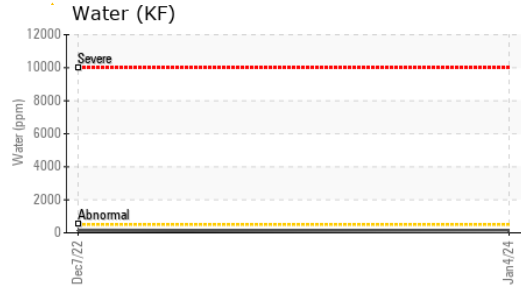 Water (KF)
12000
10000
8000
6000
4000
2000
0
Water (ppm)
Severe
Abnormal
Dec7/22
Jan4/24